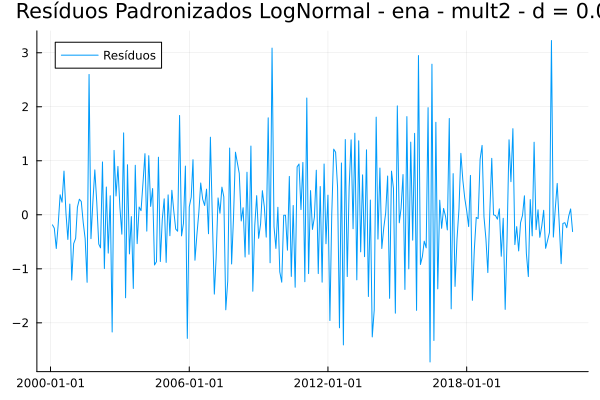 Resíduos Padronizados LogNormal - ena - mult2 - d = 0.0
Resíduos
3
2
1
0
−1
−2
2000-01-01 2006-01-01 2012-01-01 2018-01-01